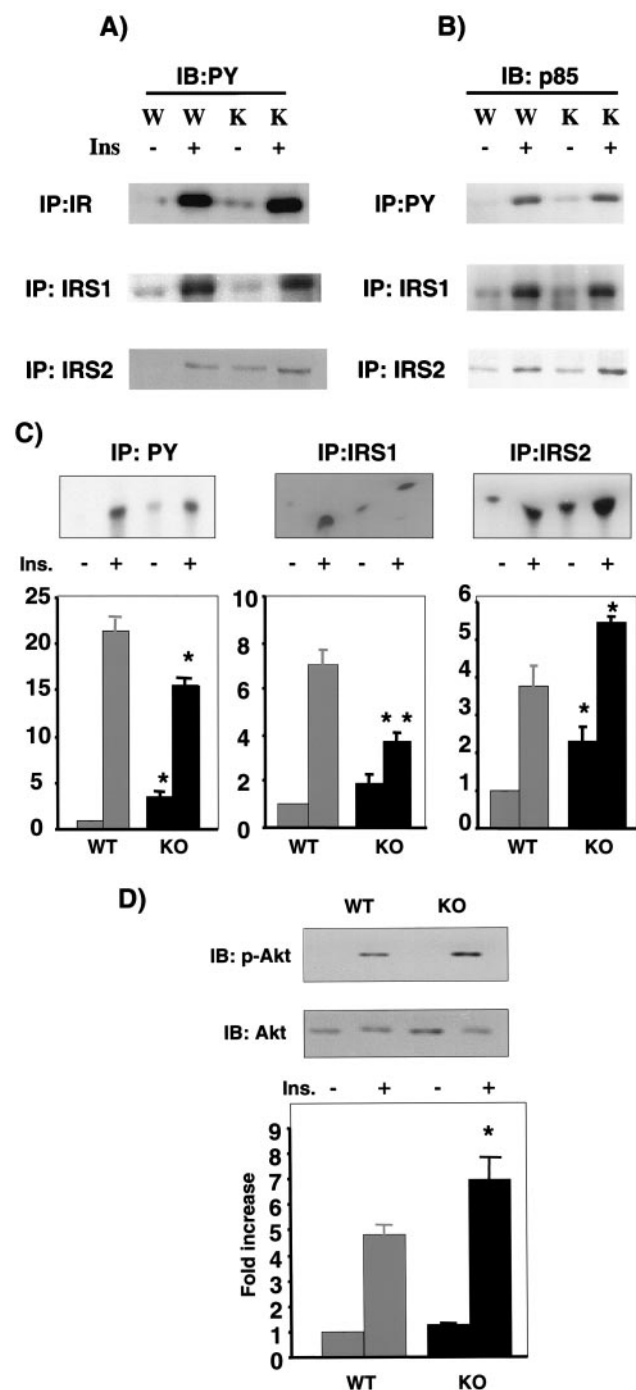 A)
B)
IB:PY
IB: p85
W W K K
W W K K
Ins - + - +
- + - +
IP:IR
IP:PY
IP: IRS1
IP: IRS1
IP: IRS2
IP: IRS2
C)
IP: PY
IP:IRS1
IP:IRS2
Ins. - + - +
- + - +
- + - +
25
20
15
10
5
0
*
*
WT KO
10
8
6
4
2
0
* *
WT KO
6
5
4
3
2
1
0
*
*
WT KO
D)
WT KO
IB: p-Akt
IB: Akt
Ins. - + - +
Fold increase
9
8
7
6
5
4
3
2
1
0
*
WT KO